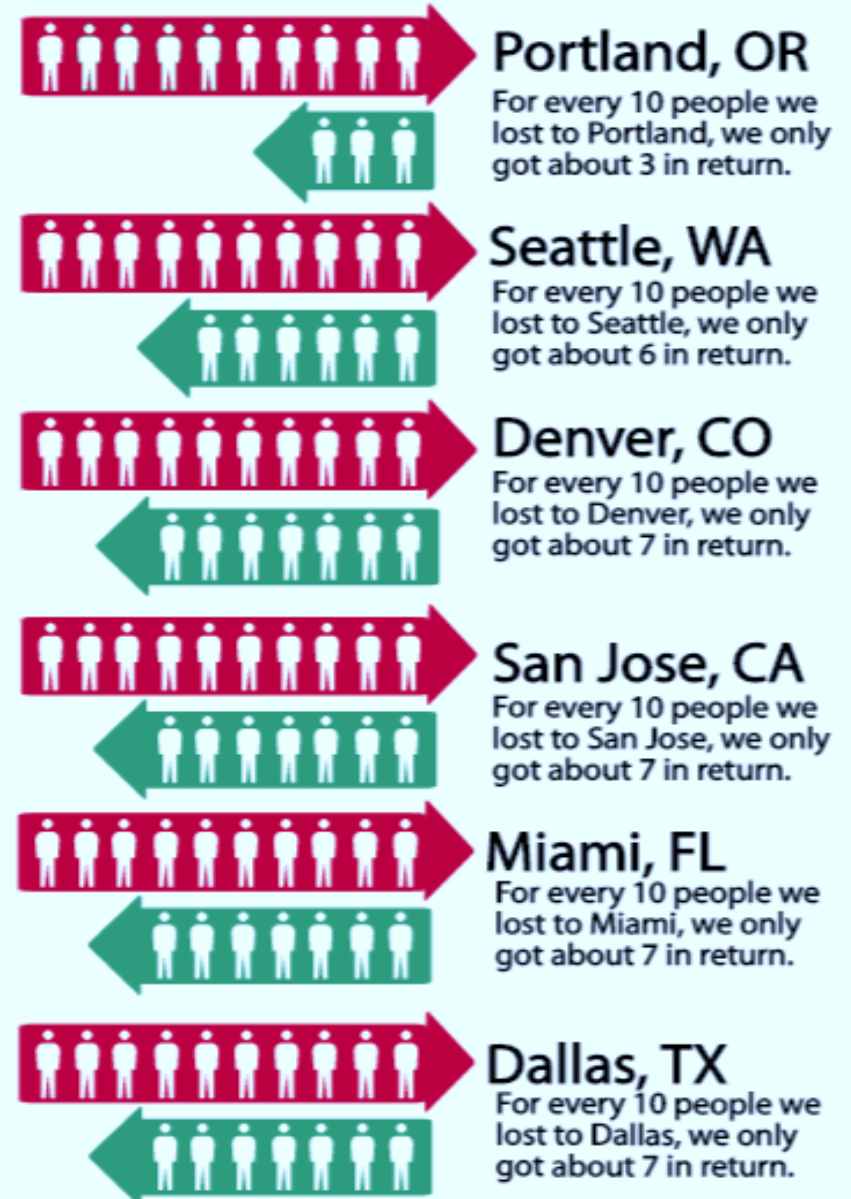 Portland, OR
For every 10 people we
lost to Portland, we only
got about 3 in return.
Seattle, WA
For every 10 people we
lost to Seattle, we only
got about 6 in return.
Denver, CO
For every 10 people we
lost to Denver, we only
got about 7 in return.
San Jose, CA
For every 10 people we
lost to San Jose, we only
got about 7 in return.
Miami, FL
For every 10 people we
lost to Miami, we only
got about 7 in return.
Dallas, TX
For every 10 people we
lost to Dallas, we only
got about 7 in return.